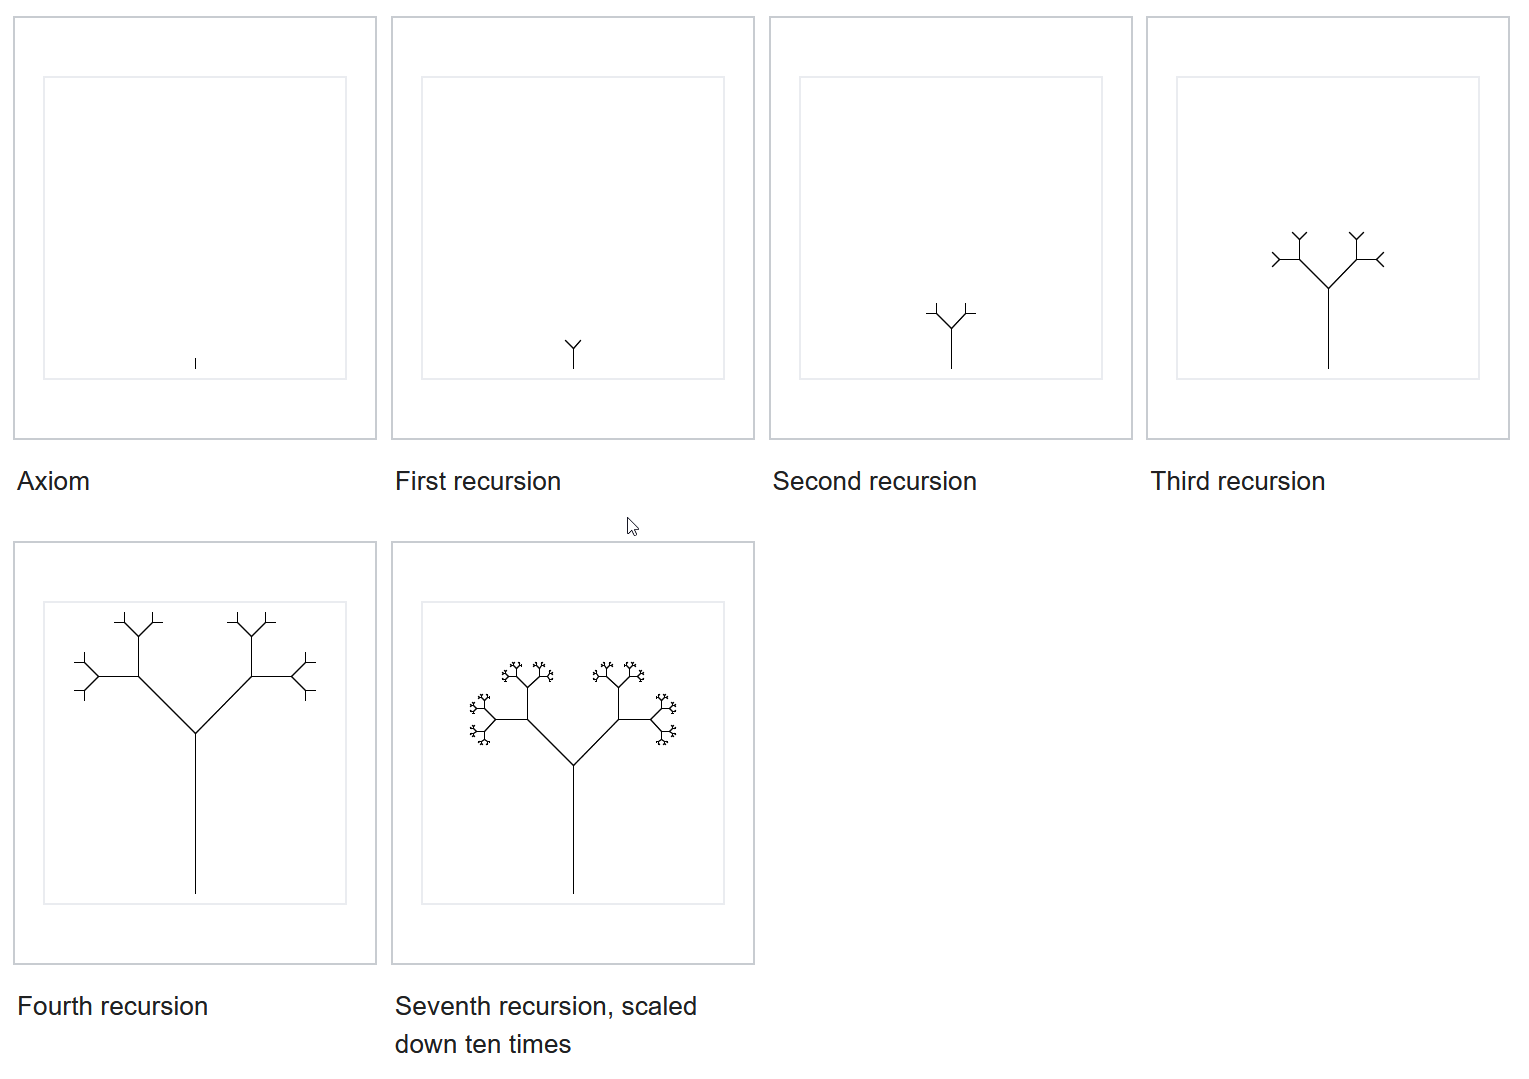 Axiom
First recursion
Second recursion
Third recursion
Fourth recursion
Seventh recursion, scaled
down ten times